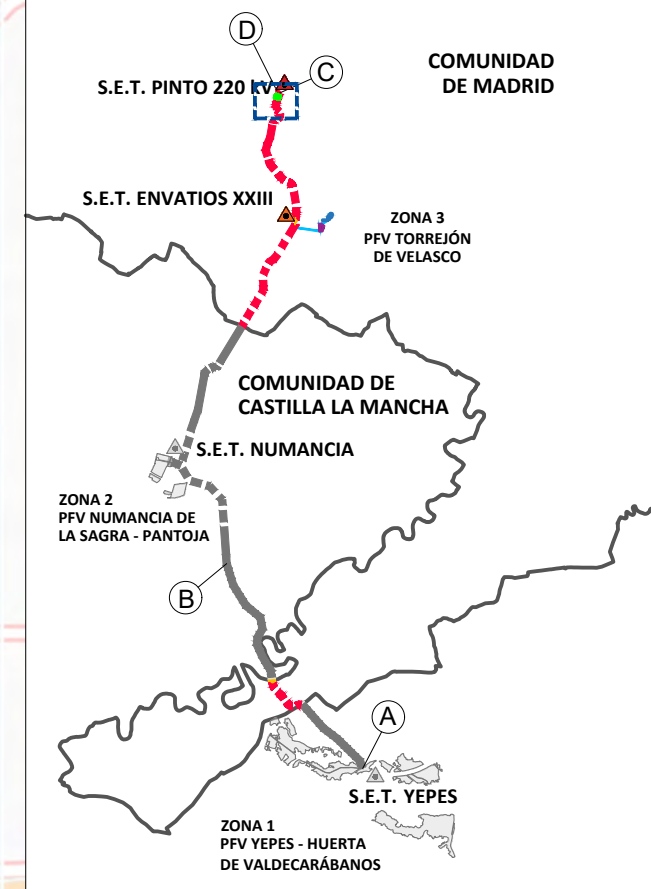 D
C
COMUNIDAD
DE MADRID
S.E.T. PINTO 220 kV
S.E.T. ENVATIOS XXIII
ZONA 3
PFV TORREJÓN
DE VELASCO
COMUNIDAD DE
CASTILLA LA MANCHA
S.E.T. NUMANCIA
ZONA 2
PFV NUMANCIA DE
LA SAGRA - PANTOJA
B
A
S.E.T. YEPES
ZONA 1
PFV YEPES - HUERTA
DE VALDECARÁBANOS